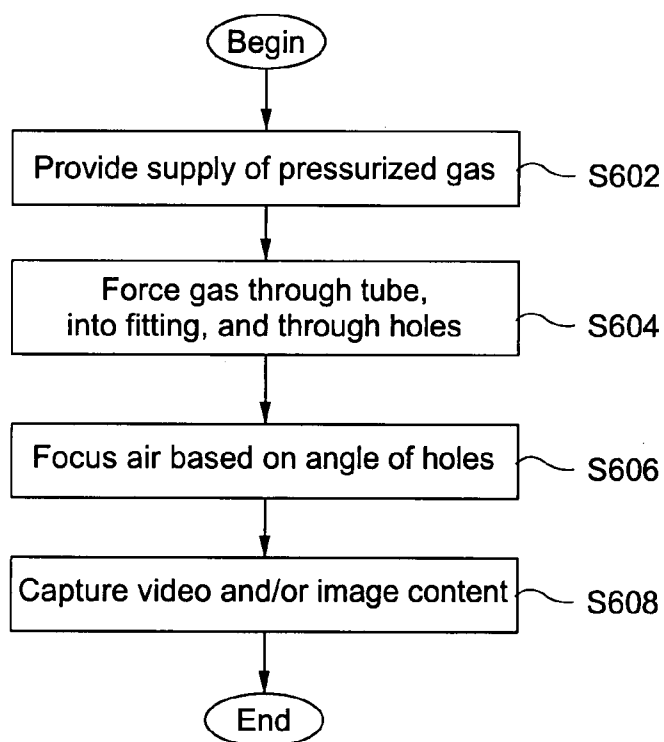 Begin
Provide supply of pressurized gas
S602
Force gas through tube,
into fitting, and through holes
S604
Focus air based on angle of holes
S606
Capture video and/or image content
S608
End